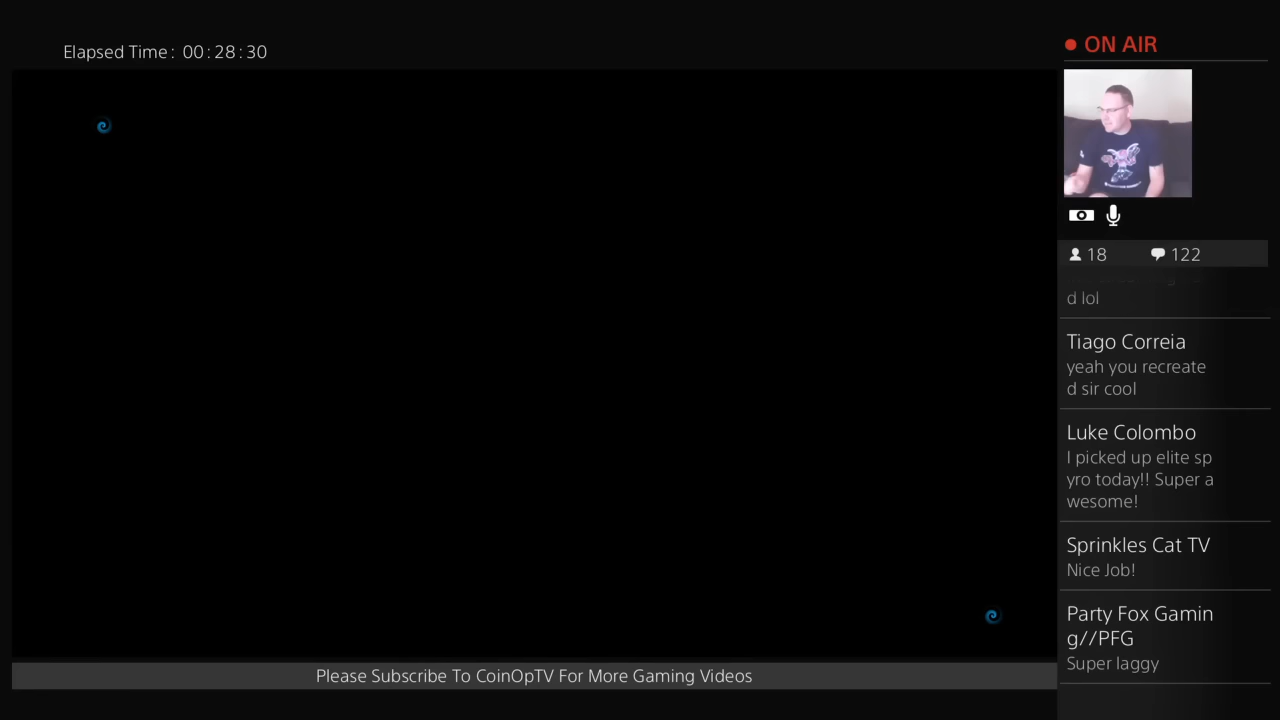 Elapsed Time: 00:28:30
ON AIR
18 122
d lol
Tiago Correia
yeah you recreate
d sir cool
Luke Colombo
I picked up elite sp
yro today!! Super a
wesome!
Sprinkles Cat TV
Nice Job!
Party Fox Gamin
g//PFG
Super laggy
Please Subscribe To CoinOpTV For More Gaming Videos